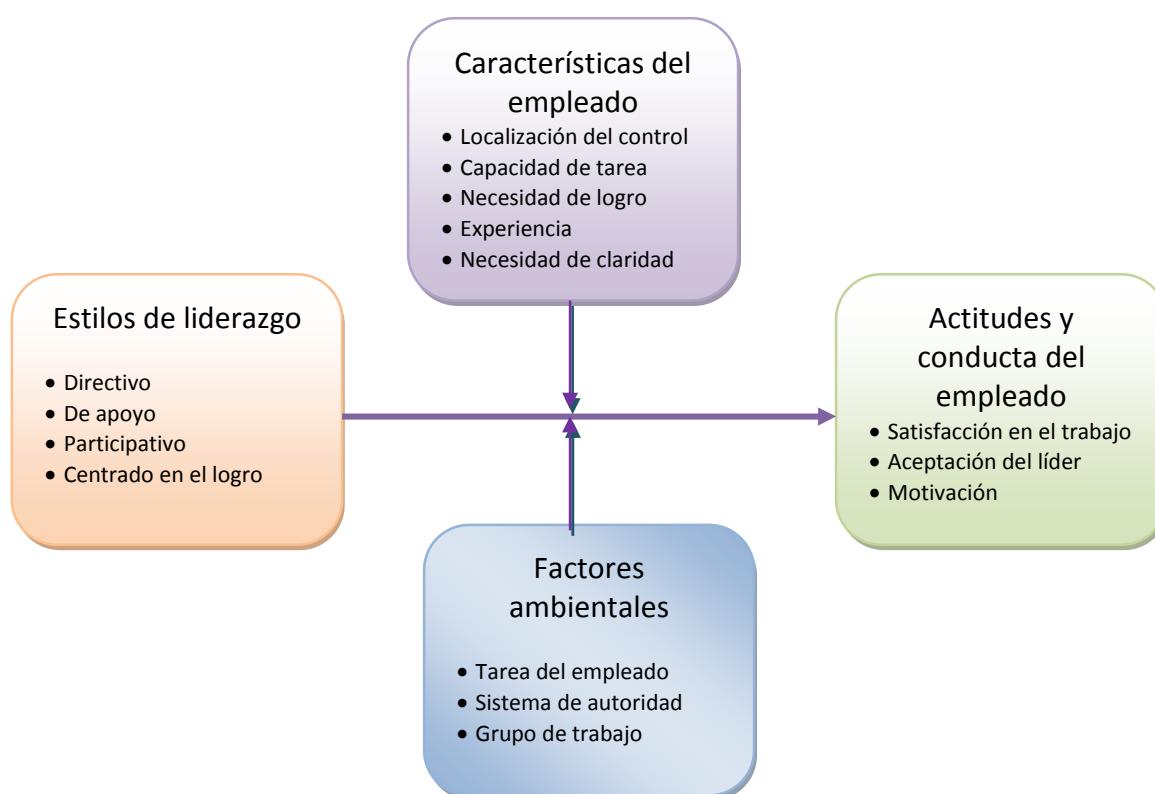 Características del
empleado
• Localización del control
• Capacidad de tarea
• Necesidad de logro
• Experiencia
• Necesidad de claridad
Estilos de liderazgo
• Directivo
• De apoyo
• Participativo
• Centrado en el logro
Actitudes y
conducta del
empleado
• Satisfacción en el trabajo
• Aceptación del líder
• Motivación
Factores
ambientales
• Tarea del empleado
• Sistema de autoridad
• Grupo de trabajo